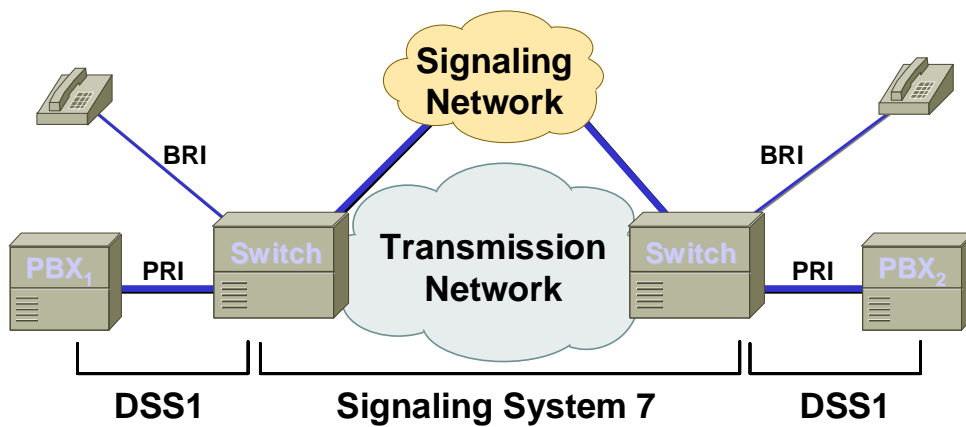 Signaling
Network
BRI
BRI
Switch
Transmission
Network
Switch
PBX₁
PRI
PRI
PBX₂
DSS1
Signaling System 7
DSS1